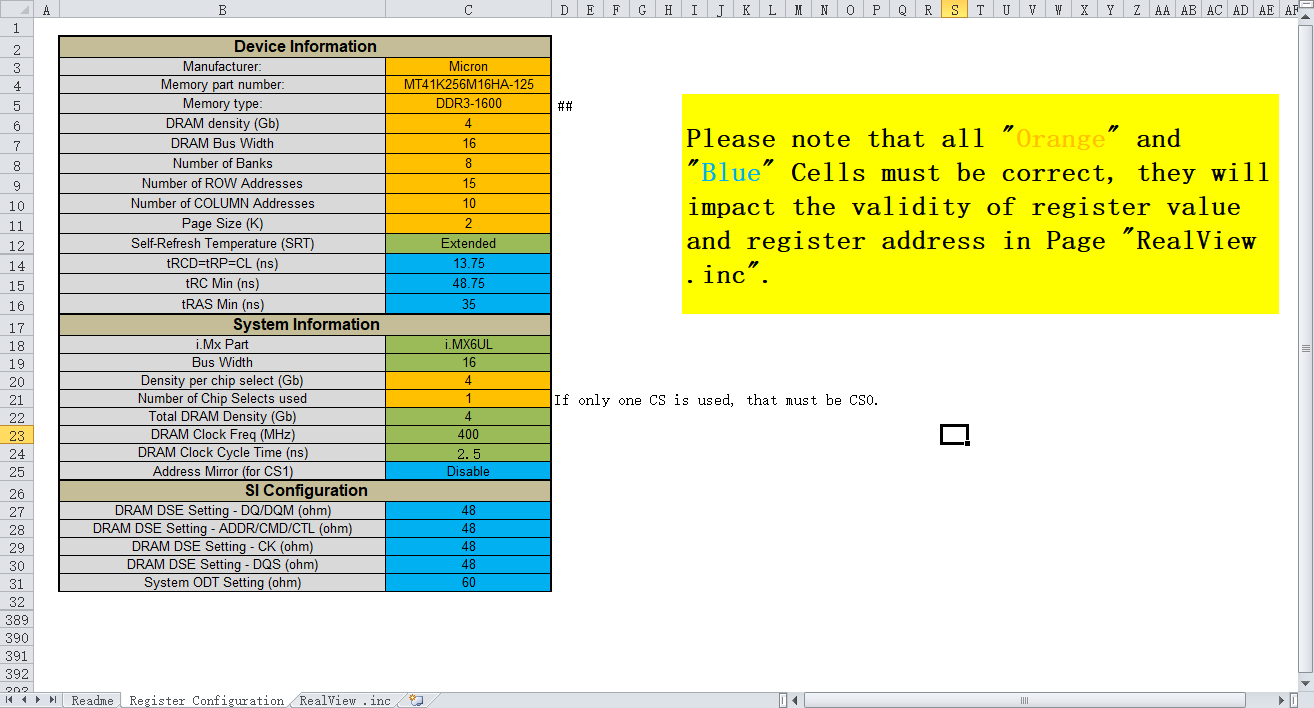 A B C D E F G H I J K L M N O P Q R S T U V W X Y Z AA AB AC AD AE AF
1
2 Device Information
3 Manufacturer: Micron
4 Memory part number: MT41K256M16HA-125
5 Memory type: DDR3-1600 ##
6 DRAM density (Gb) 4
7 DRAM Bus Width 16
8 Number of Banks 8
9 Number of ROW Addresses 15
10 Number of COLUMN Addresses 10
11 Page Size (K) 2
12 Self-Refresh Temperature (SRT) Extended
14 tRCD=tRP=CL (ns) 13.75
15 tRC Min (ns) 48.75
16 tRAS Min (ns) 35
Please note that all "Orange" and
"Blue" Cells must be correct, they will
impact the validity of register value
and register address in Page "RealView
.inc".
17 System Information
18 i.Mx Part i.MX6UL
19 Bus Width 16
20 Density per chip select (Gb) 4
21 Number of Chip Selects used 1 If only one CS is used, that must be CS0.
22 Total DRAM Density (Gb) 4
23 DRAM Clock Freq (MHz) 400
24 DRAM Clock Cycle Time (ns) 2.5
25 Address Mirror (for CS1) Disable
26 SI Configuration
27 DRAM DSE Setting - DQ/DQM (ohm) 48
28 DRAM DSE Setting - ADDR/CMD/CTL (ohm) 48
29 DRAM DSE Setting - CK (ohm) 48
30 DRAM DSE Setting - DQS (ohm) 48
31 System ODT Setting (ohm) 60
32
389
390
391
392
393
Readme Register Configuration RealView .inc